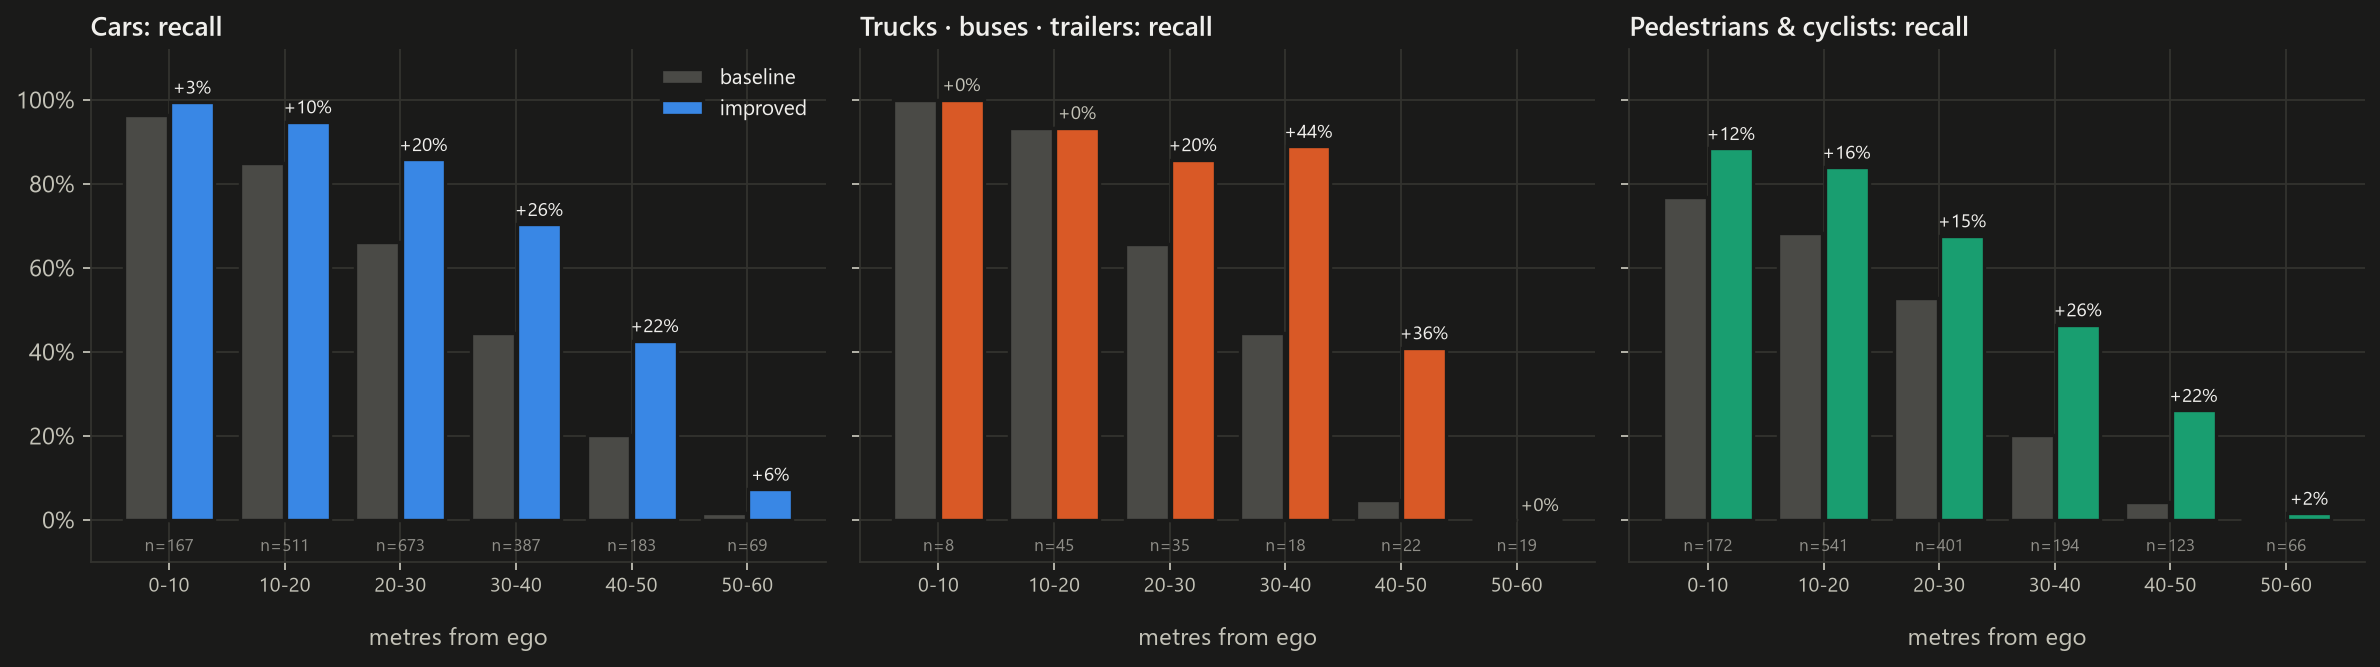 Cars: recall
baseline
improved
100%
80%
60%
40%
20%
0%
+3%
+10%
+20%
+26%
+22%
+6%
n=167
n=511
n=673
n=387
n=183
n=69
0-10
10-20
20-30
30-40
40-50
50-60
metres from ego
Trucks · buses · trailers: recall
+0%
+0%
+20%
+44%
+36%
+0%
n=8
n=45
n=35
n=18
n=22
n=19
0-10
10-20
20-30
30-40
40-50
50-60
metres from ego
Pedestrians & cyclists: recall
+12%
+16%
+15%
+26%
+22%
+2%
n=172
n=541
n=401
n=194
n=123
n=66
0-10
10-20
20-30
30-40
40-50
50-60
metres from ego